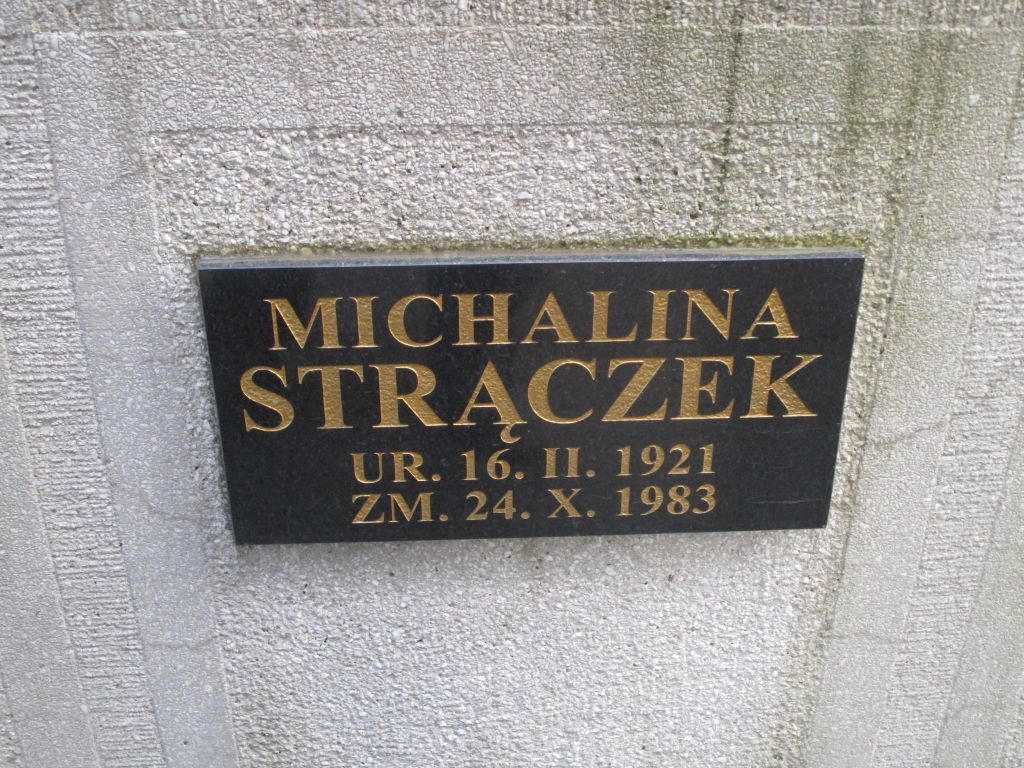 MICHALINA
STRĄCZEK
UR. 16. II. 1921
ZM. 24. X. 1983